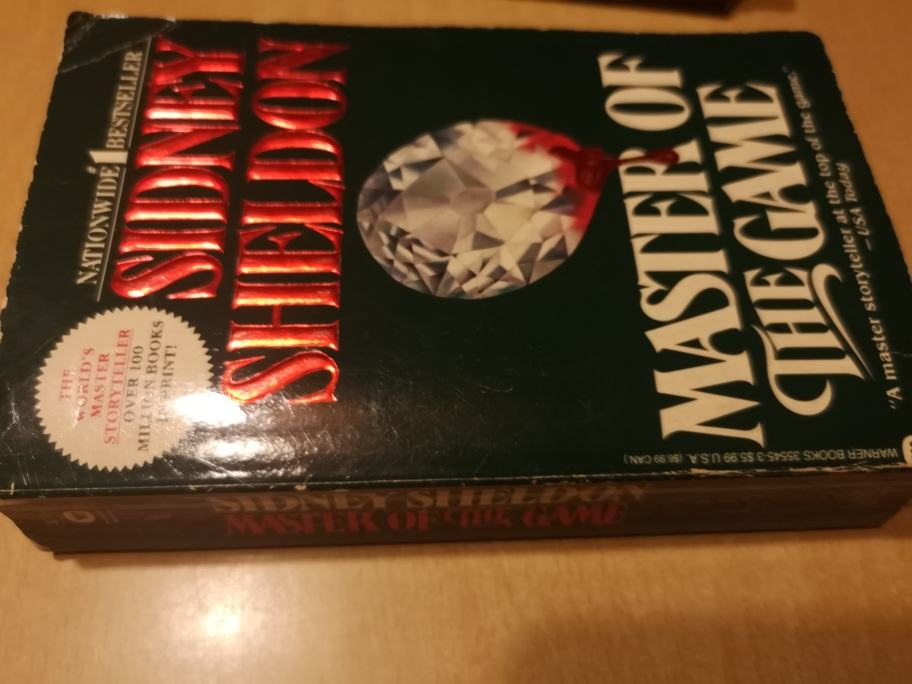 NATIONWIDE #1 BESTSELLER
SIDNEY
SHELDON
THE
WORLD'S
MASTER
STORYTELLER
OVER 100
MILLION BOOKS
PRINT!
MASTER OF
THE GAME
"A master storyteller at the top of the game."
—USA Today
WARNER BOOKS 35545-3 $5.99 U.S.A. ($6.99 CAN.)
SIDNEY SHELDON
MASTER OF THE GAME